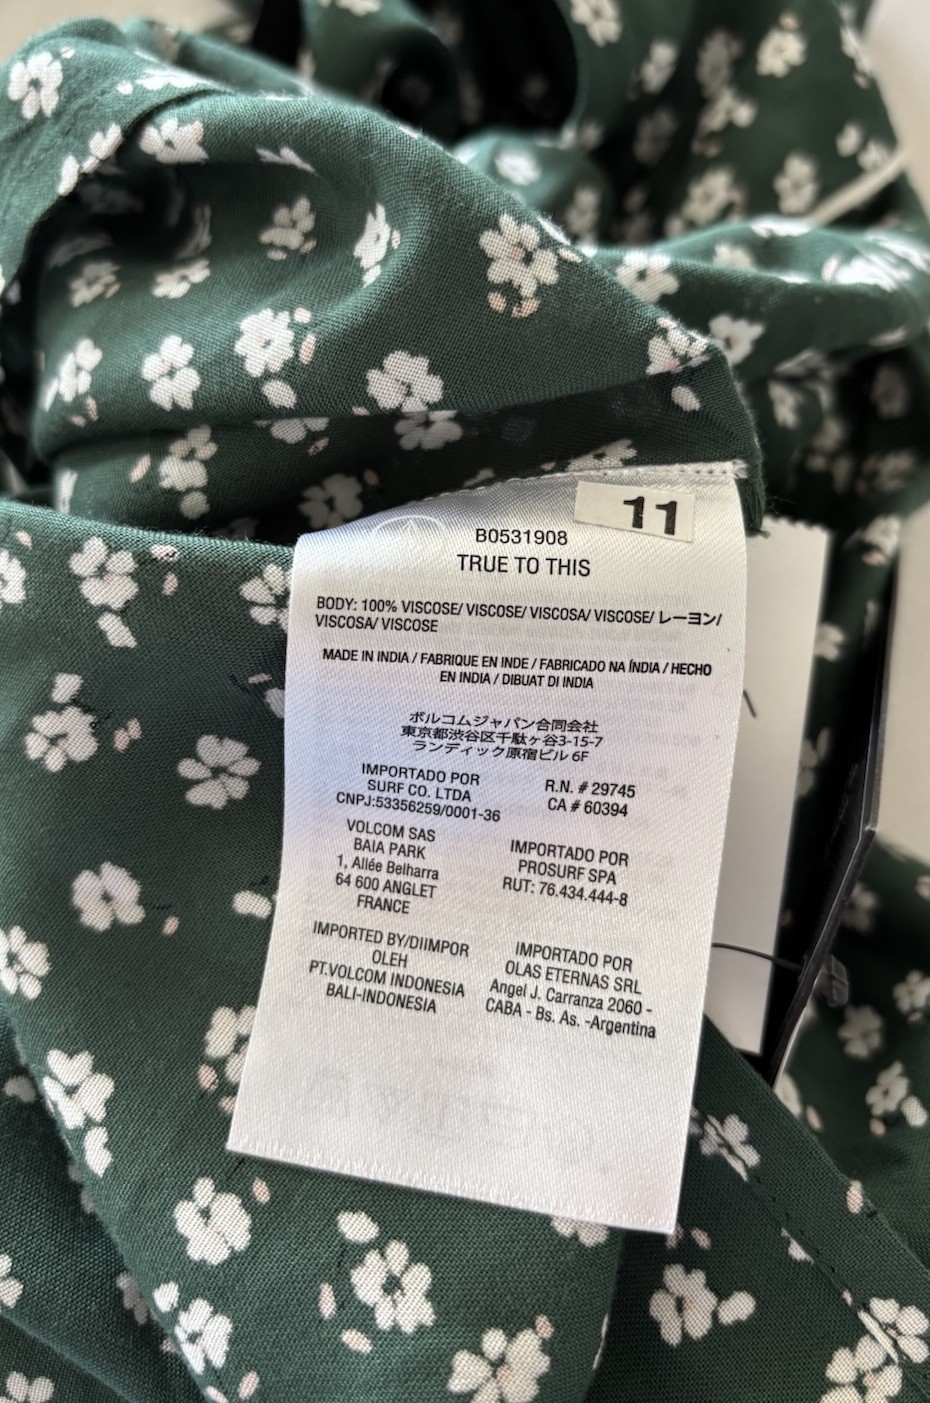 11
B0531908
TRUE TO THIS
BODY: 100% VISCOSE/ VISCOSE/ VISCOSA/ VISCOSE/ レーヨン/
VISCOSA/ VISCOSE
MADE IN INDIA / FABRIQUE EN INDE / FABRICADO NA ÍNDIA / HECHO
EN INDIA / DIBUAT DI INDIA
ボルコムジャパン合同会社
東京都渋谷区千駄ヶ谷3-15-7
ランディック原宿ビル 6F
IMPORTADO POR
SURF CO. LTDA
CNPJ:53356259/0001-36
R.N. # 29745
CA # 60394
VOLCOM SAS
BAIA PARK
1, Allée Belharra
64 600 ANGLET
FRANCE
IMPORTADO POR
PROSURF SPA
RUT: 76.434.444-8
IMPORTED BY/DIIMPOR
OLEH
PT.VOLCOM INDONESIA
BALI-INDONESIA
IMPORTADO POR
OLAS ETERNAS SRL
Angel J. Carranza 2060 -
CABA - Bs. As. -Argentina